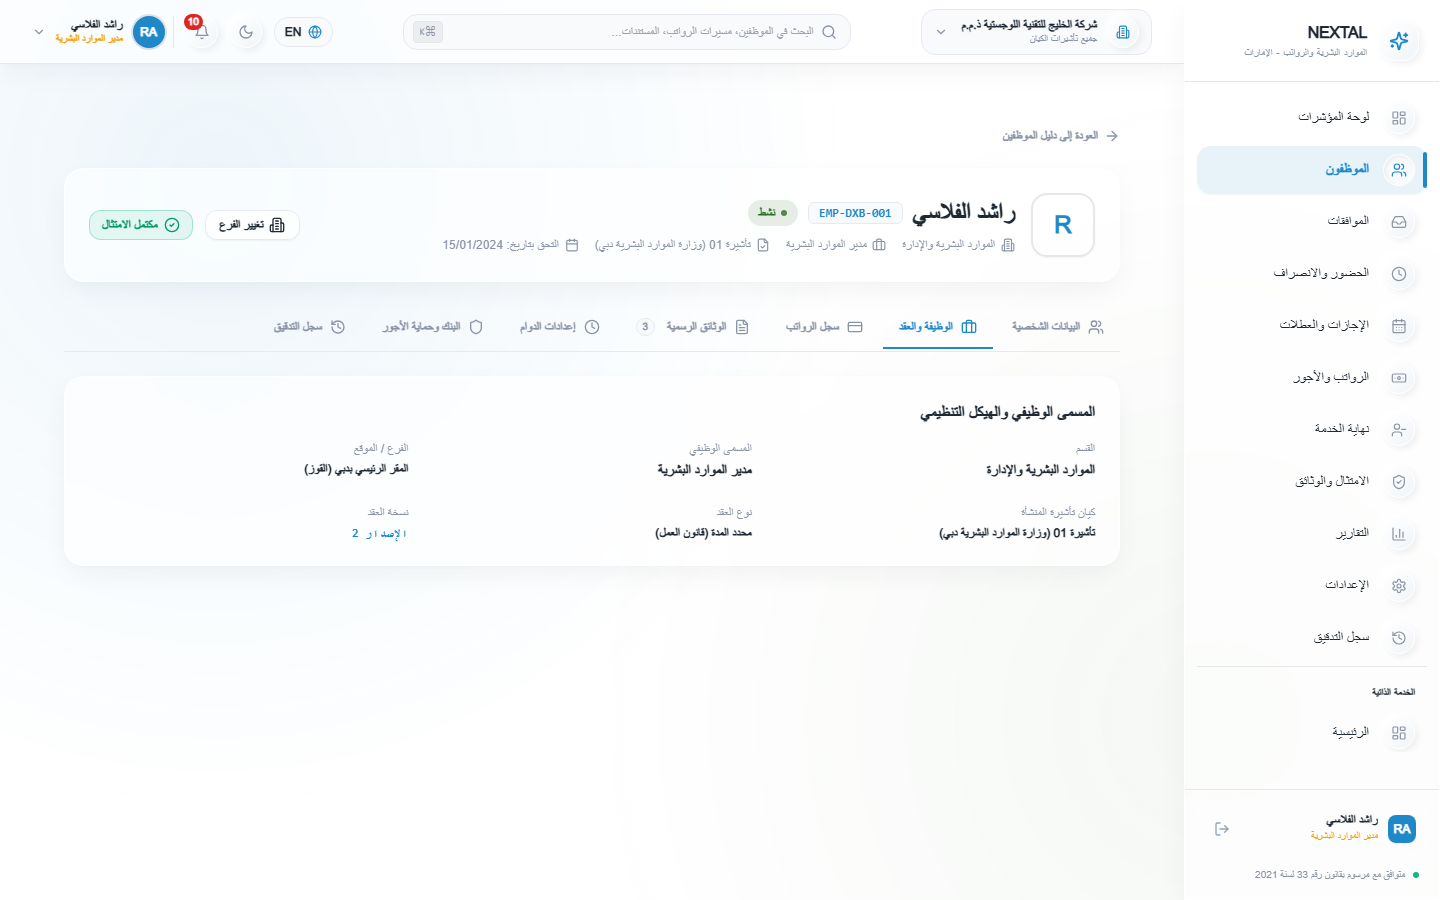 NEXTAL
الموارد البشرية والرواتب - الإمارات
شركة الخليج للتقنية اللوجستية ذ.م.م
جميع تأشيرات الكيان
البحث في الموظفين، مسيرات الرواتب، المستندات...
⌘K
EN
10
RA
راشد الفلاسي
مدير الموارد البشرية
لوحة المؤشرات
الموظفون
الموافقات
الحضور والانصراف
الإجازات والعطلات
الرواتب والأجور
نهاية الخدمة
الامتثال والوثائق
التقارير
الإعدادات
سجل التدقيق
الخدمة الذاتية
الرئيسية
RA
راشد الفلاسي
مدير الموارد البشرية
متوافق مع مرسوم بقانون رقم 33 لسنة 2021
العودة إلى دليل الموظفين
R
راشد الفلاسي
EMP-DXB-001
نشط
الموارد البشرية والإدارة
مدير الموارد البشرية
تأشيرة 01 (وزارة الموارد البشرية دبي)
التحق بتاريخ: 15/01/2024
تغيير الفرع
مكتمل الامتثال
البيانات الشخصية
الوظيفة والعقد
سجل الرواتب
الوثائق الرسمية 3
إعدادات الدوام
البنك وحماية الأجور
سجل التدقيق
المسمى الوظيفي والهيكل التنظيمي
القسم
الموارد البشرية والإدارة
المسمى الوظيفي
مدير الموارد البشرية
الفرع / الموقع
المقر الرئيسي بدبي (القوز)
كيان تأشيرة المنشأة
تأشيرة 01 (وزارة الموارد البشرية دبي)
نوع العقد
محدد المدة (قانون العمل)
نسخة العقد
الإصدار 2